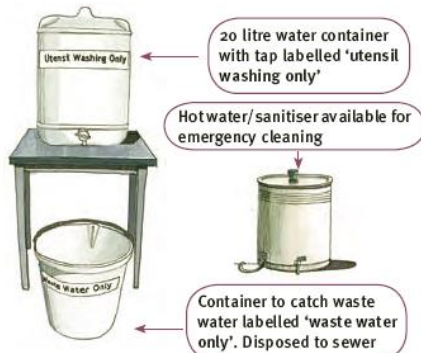 Utensil Washing Only
20 litre water container
with tap labelled ‘utensil
washing only’
Hot water/sanitiser available for
emergency cleaning
Waste Water Only
Container to catch waste
water labelled ‘waste water
only’. Disposed to sewer